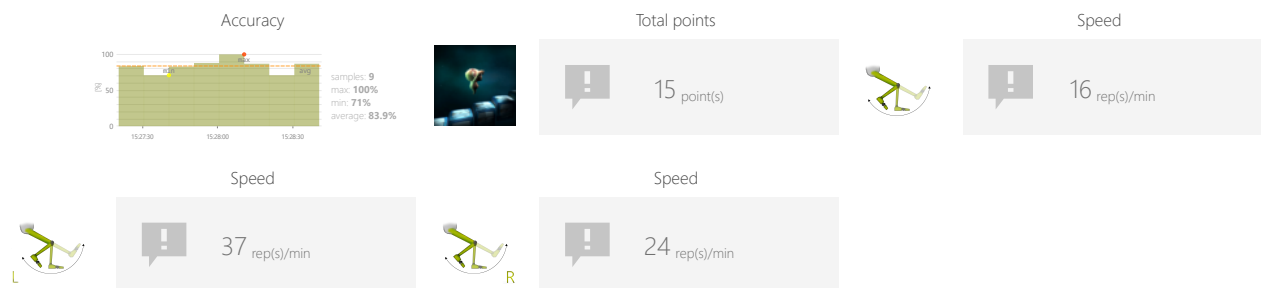 Accuracy
Total points
Speed
100
50
0
[%]
min
max
avg
15:27:30
15:28:00
15:28:30
samples: 9
max: 100%
min: 71%
average: 83.9%
15 point(s)
16 rep(s)/min
Speed
Speed
L
37 rep(s)/min
R
24 rep(s)/min